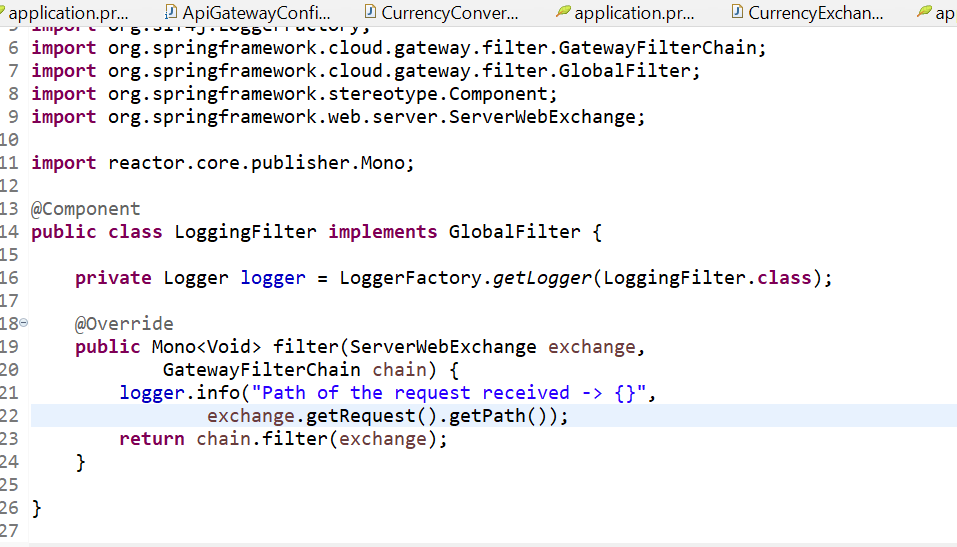 application.pr... ApiGatewayConfi... CurrencyConver... application.pr... CurrencyExchan... ap
5 import org.slf4j.LoggerFactory;
6 import org.springframework.cloud.gateway.filter.GatewayFilterChain;
7 import org.springframework.cloud.gateway.filter.GlobalFilter;
8 import org.springframework.stereotype.Component;
9 import org.springframework.web.server.ServerWebExchange;
10
11 import reactor.core.publisher.Mono;
12
13 @Component
14 public class LoggingFilter implements GlobalFilter {
15
16     private Logger logger = LoggerFactory.getLogger(LoggingFilter.class);
17
18     @Override
19     public Mono<Void> filter(ServerWebExchange exchange,
20             GatewayFilterChain chain) {
21         logger.info("Path of the request received -> {}",
22                 exchange.getRequest().getPath());
23         return chain.filter(exchange);
24     }
25
26 }
27